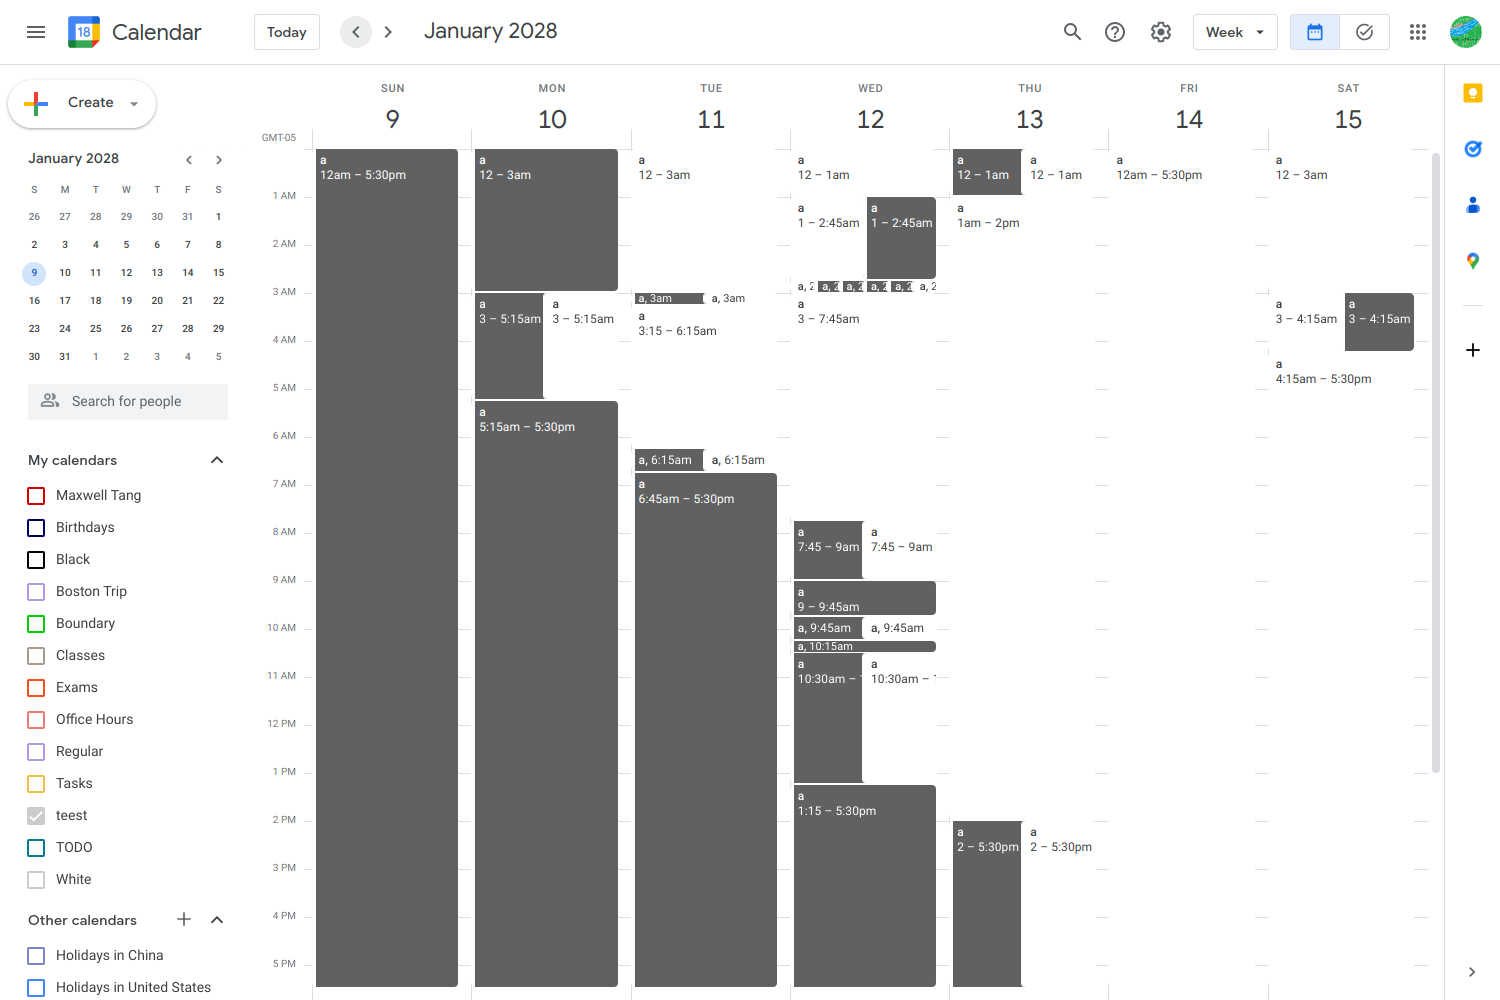 18 Calendar Today January 2028 Week
Create
January 2028
S M T W T F S
26 27 28 29 30 31 1
2 3 4 5 6 7 8
9 10 11 12 13 14 15
16 17 18 19 20 21 22
23 24 25 26 27 28 29
30 31 1 2 3 4 5
Search for people
My calendars
Maxwell Tang
Birthdays
Black
Boston Trip
Boundary
Classes
Exams
Office Hours
Regular
Tasks
teest
TODO
White
Other calendars
Holidays in China
Holidays in United States
SUN MON TUE WED THU FRI SAT
9 10 11 12 13 14 15
GMT-05
1 AM
2 AM
3 AM
4 AM
5 AM
6 AM
7 AM
8 AM
9 AM
10 AM
11 AM
12 PM
1 PM
2 PM
3 PM
4 PM
5 PM
a
12am – 5:30pm
a
12 – 3am
a
3 – 5:15am
a
3 – 5:15am
a
5:15am – 5:30pm
a
12 – 3am
a, 3am
a, 3am
a
3:15 – 6:15am
a, 6:15am
a, 6:15am
a
6:45am – 5:30pm
a
12 – 1am
a
1 – 2:45am
a
1 – 2:45am
a, 2
a, 2
a, 2
a, 2
a, 2
a, 2
a
3 – 7:45am
a
7:45 – 9am
a
7:45 – 9am
a
9 – 9:45am
a, 9:45am
a, 9:45am
a, 10:15am
a
10:30am –
a
10:30am –
a
1:15 – 5:30pm
a
12 – 1am
a
12 – 1am
a
1am – 2pm
a
2 – 5:30pm
a
2 – 5:30pm
a
12am – 5:30pm
a
12 – 3am
a
3 – 4:15am
a
3 – 4:15am
a
4:15am – 5:30pm